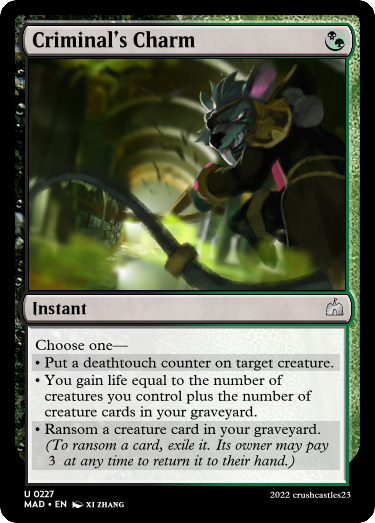 Criminal's Charm
Instant
Choose one—
• Put a deathtouch counter on target creature.
• You gain life equal to the number of
creatures you control plus the number of
creature cards in your graveyard.
• Ransom a creature card in your graveyard.
(To ransom a card, exile it. Its owner may pay
3 at any time to return it to their hand.)
U 0227
MAD • EN XI ZHANG
2022 crushcastles23